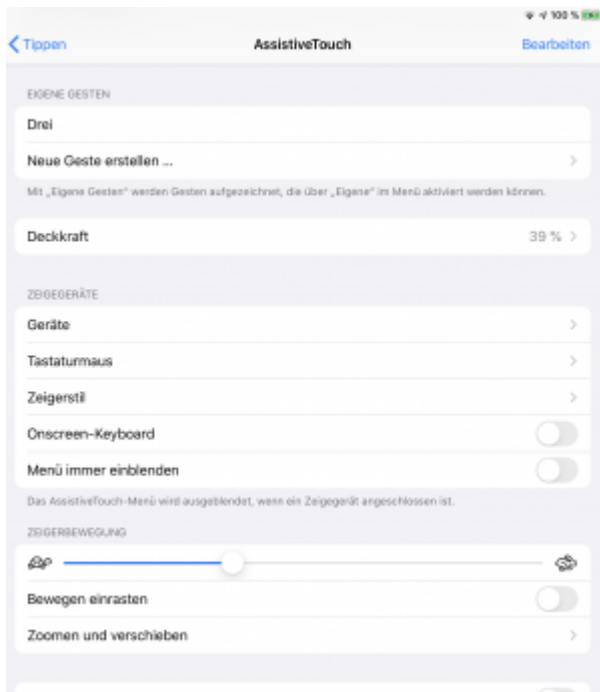 100 %
Tippen
AssistiveTouch
Bearbeiten
EIGENE GESTEN
Drei
Neue Geste erstellen ...
Mit „Eigene Gesten“ werden Gesten aufgezeichnet, die über „Eigene“ im Menü aktiviert werden können.
Deckkraft
39 %
ZEIGEGERÄTE
Geräte
Tastaturmaus
Zeigerstil
Onscreen-Keyboard
Menü immer einblenden
Das AssistiveTouch-Menü wird ausgeblendet, wenn ein Zeigegerät angeschlossen ist.
ZEIGERBEWEGUNG
Bewegen einrasten
Zoomen und verschieben